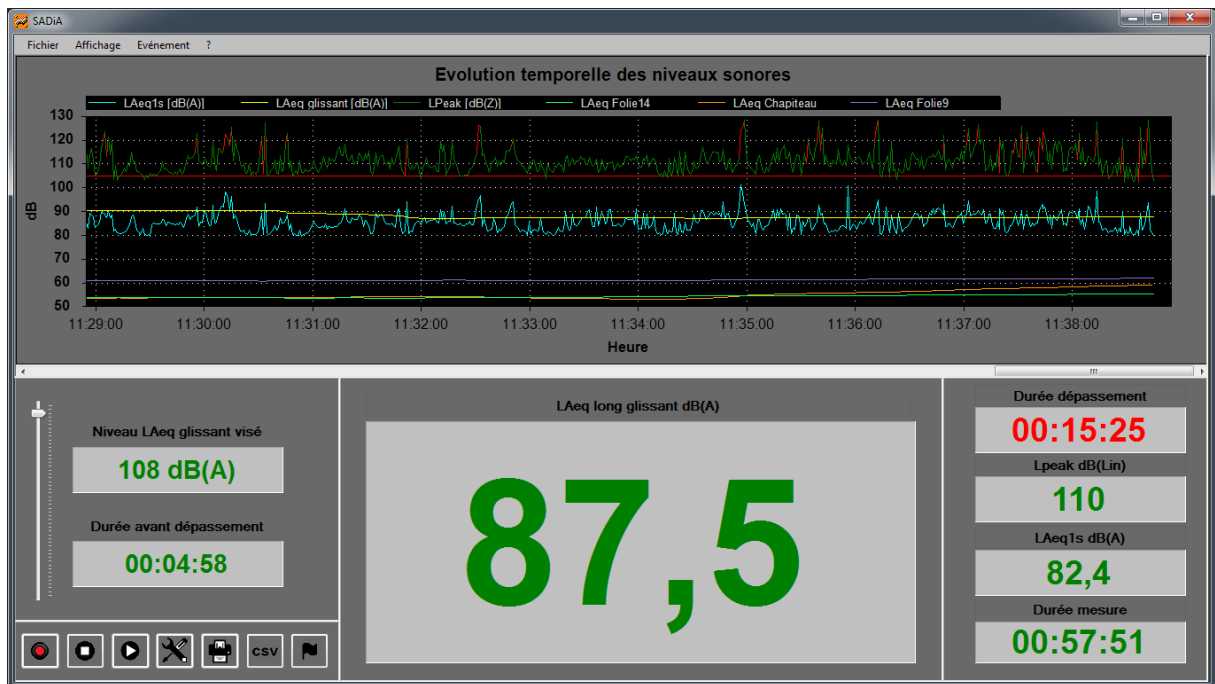 SADiA
Fichier Affichage Evénement ?
Evolution temporelle des niveaux sonores
LAeq1s [dB(A)] LAeq glissant [dB(A)] LPeak [dB(Z)] LAeq Folie14 LAeq Chapiteau LAeq Folie9
130
120
110
100
90
80
70
60
50
dB
11:29:00 11:30:00 11:31:00 11:32:00 11:33:00 11:34:00 11:35:00 11:36:00 11:37:00 11:38:00
Heure
Niveau LAeq glissant visé
108 dB(A)
Durée avant dépassement
00:04:58
CSV
LAeq long glissant dB(A)
87,5
Durée dépassement
00:15:25
Lpeak dB(Lin)
110
LAeq1s dB(A)
82,4
Durée mesure
00:57:51